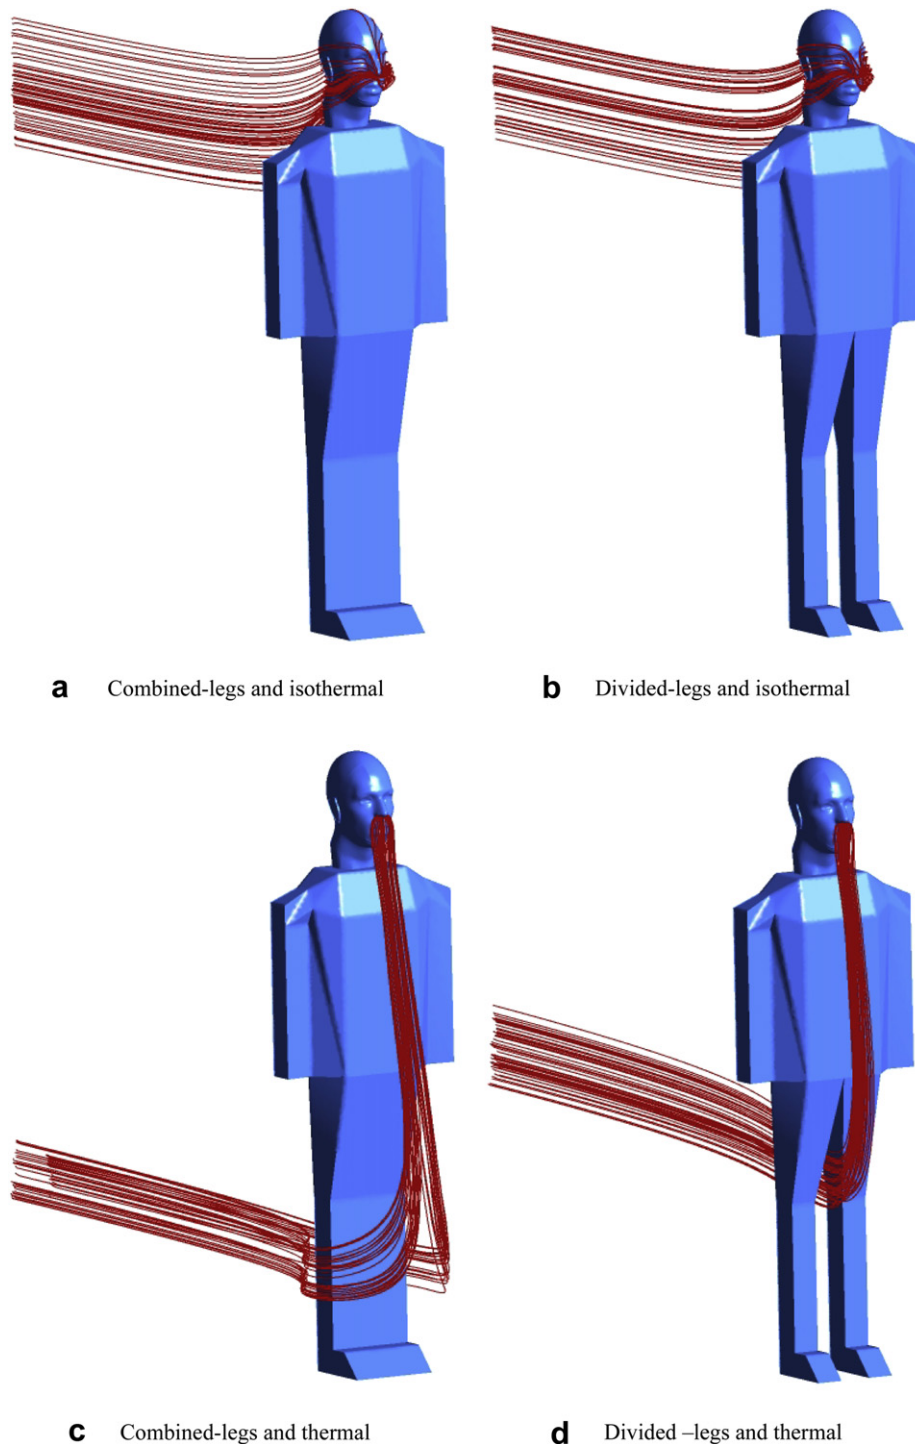 a Combined-legs and isothermal
b Divided-legs and isothermal
c Combined-legs and thermal
d Divided –legs and thermal